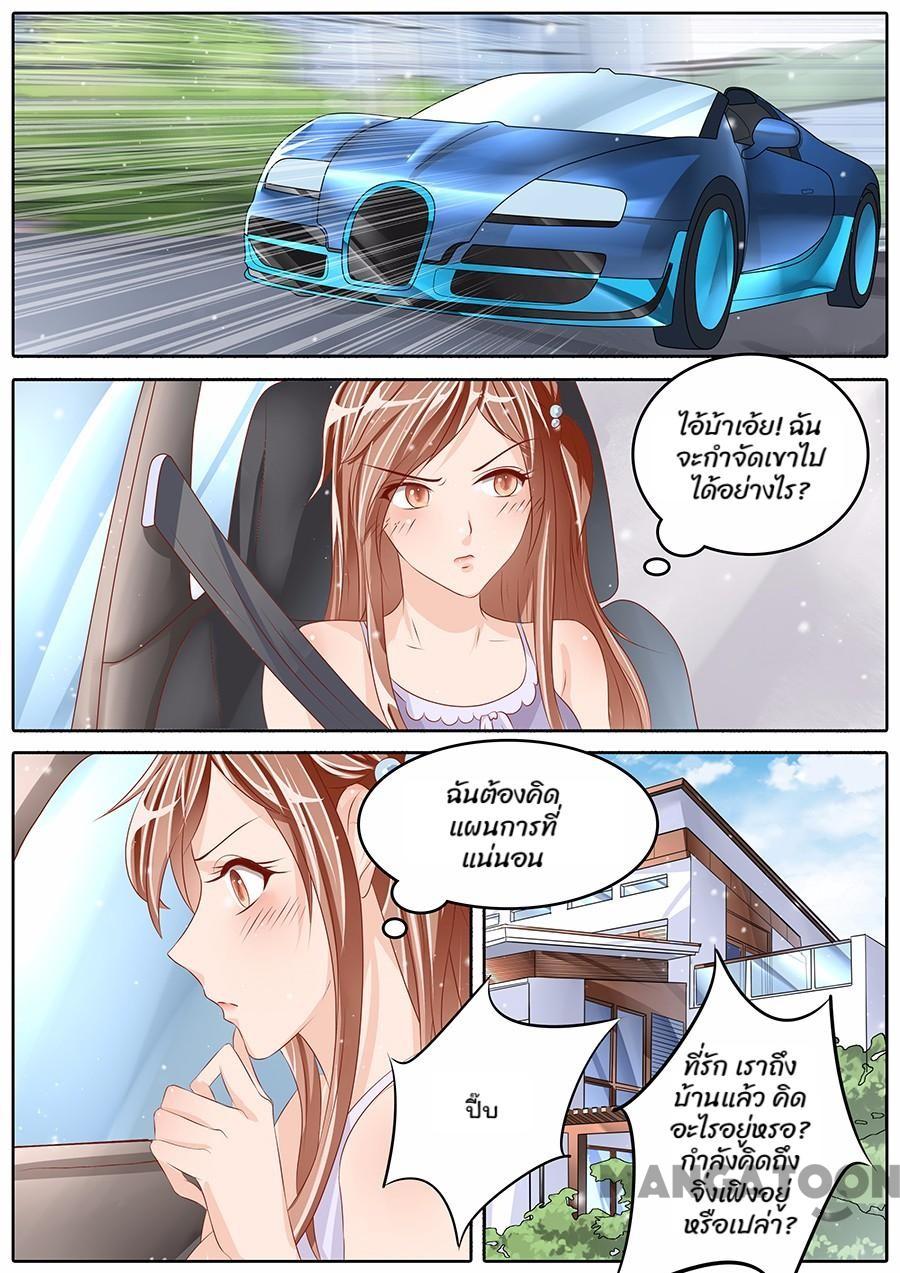 ไอ้บ้าเอ้ย! ฉัน
จะกำจัดเขาไป
ได้อย่างไร?
ฉันต้องคิด
แผนการที่
แน่นอน
ปี๊บ
ที่รัก เราถึง
บ้านแล้ว คิด
อะไรอยู่หรอ?
กำลังคิดถึง
จิ่งเฟิงอยู่
หรือเปล่า?
MANGATOON